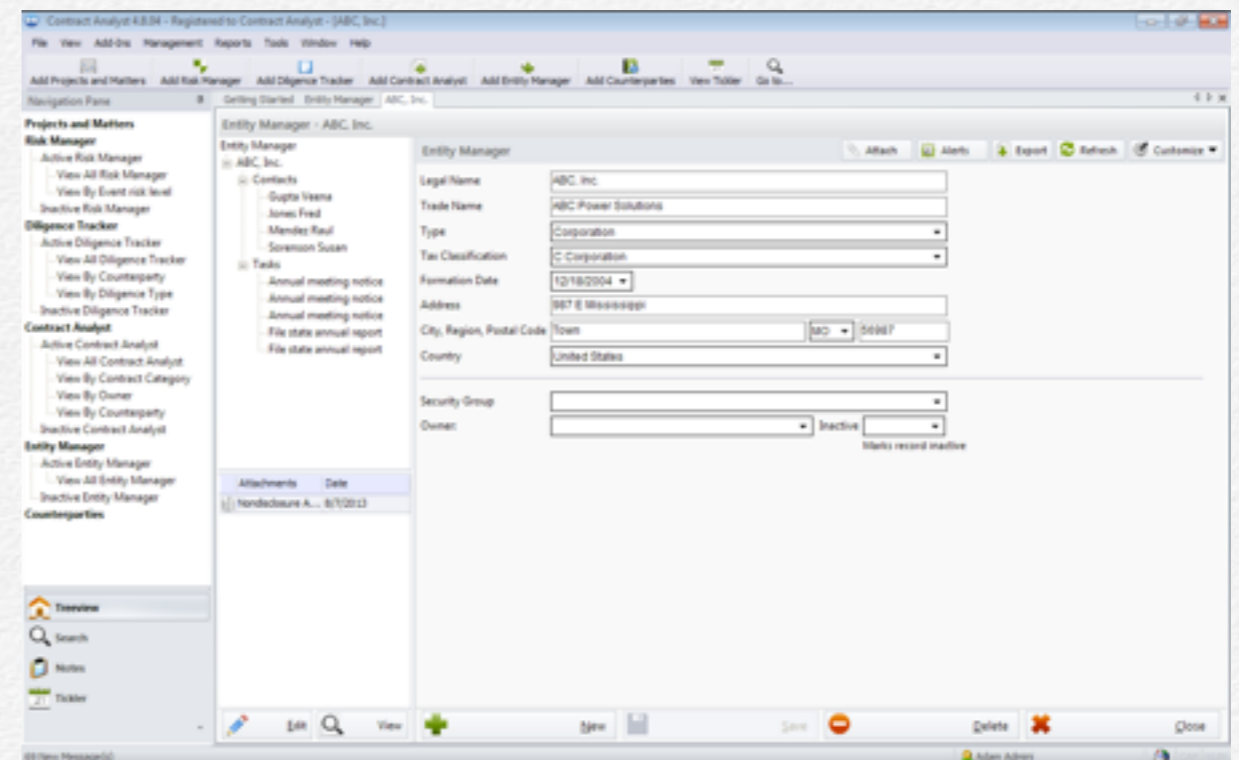 Contract Analyst 4.8.04 - Registered to Contract Analyst - [ABC, Inc.]
File View Add-Ins Management Reports Tools Window Help
Add Projects and Matters Add Risk Manager Add Diligence Tracker Add Contract Analyst Add Entity Manager Add Counterparties View Tickler Go to...
Navigation Pane
Getting Started Entity Manager ABC, Inc.
Projects and Matters
Risk Manager
Active Risk Manager
View All Risk Manager
View By Event risk level
Inactive Risk Manager
Diligence Tracker
Active Diligence Tracker
View All Diligence Tracker
View By Counterparty
View By Diligence Type
Inactive Diligence Tracker
Contract Analyst
Active Contract Analyst
View All Contract Analyst
View By Contract Category
View By Owner
View By Counterparty
Inactive Contract Analyst
Entity Manager
Active Entity Manager
View All Entity Manager
Inactive Entity Manager
Counterparties
Treeview
Search
Notes
21 Tickler
Entity Manager - ABC, Inc.
Entity Manager
ABC, Inc.
Contacts
Gupta Veena
Jones Fred
Mendez Raul
Sorenson Susan
Tasks
Annual meeting notice
Annual meeting notice
Annual meeting notice
File state annual report
File state annual report
Attachments Date
Nondisclosure A... 8/7/2013
Edit View
Entity Manager Attach Alerts Export Refresh Customize
Legal Name ABC, Inc.
Trade Name ABC Power Solutions
Type Corporation
Tax Classification C Corporation
Formation Date 12/18/2004
Address 987 E Mississippi
City, Region, Postal Code Town MO 56987
Country United States
Security Group
Owner: Inactive
Marks record inactive
New Save Delete Close
New Message(s) Adam Admin